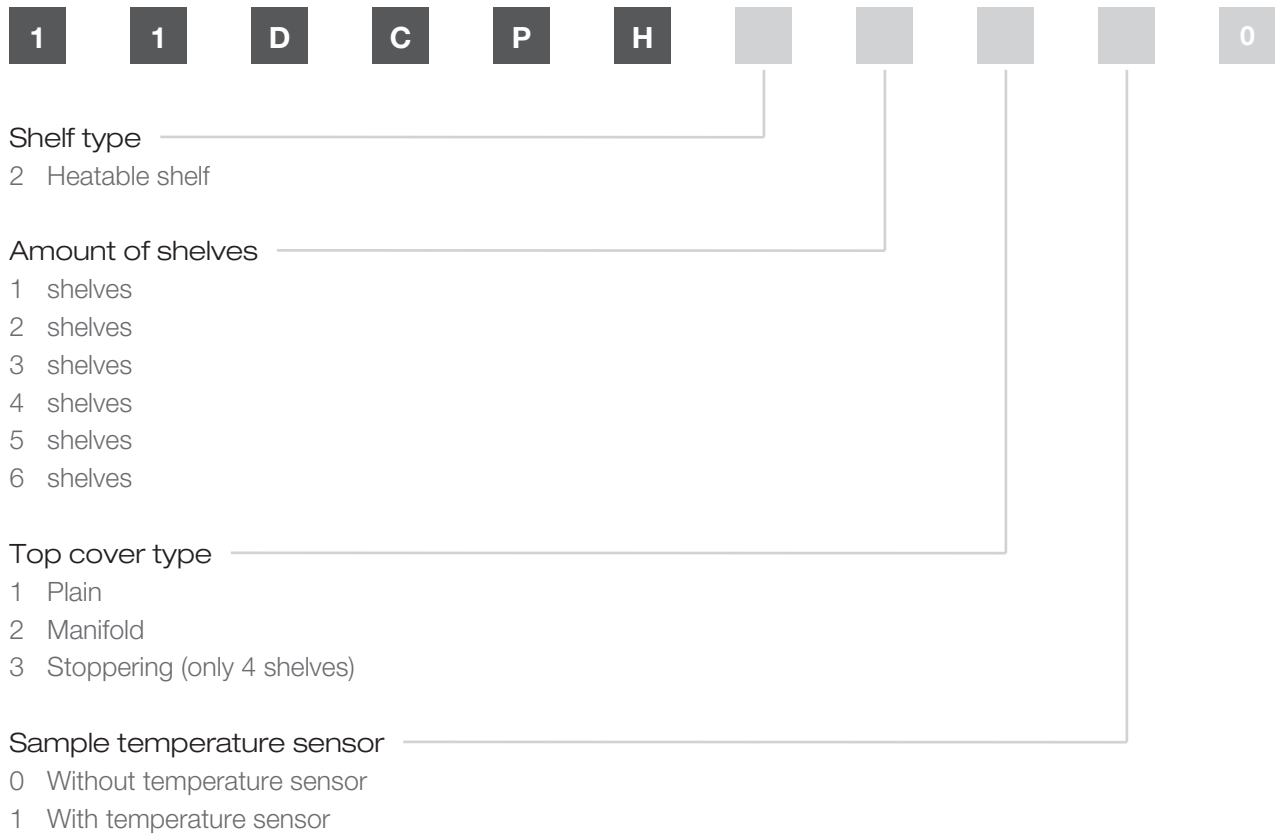 1 1 D C P H 0
Shelf type
2 Heatable shelf
Amount of shelves
1 shelves
2 shelves
3 shelves
4 shelves
5 shelves
6 shelves
Top cover type
1 Plain
2 Manifold
3 Stoppering (only 4 shelves)
Sample temperature sensor
0 Without temperature sensor
1 With temperature sensor